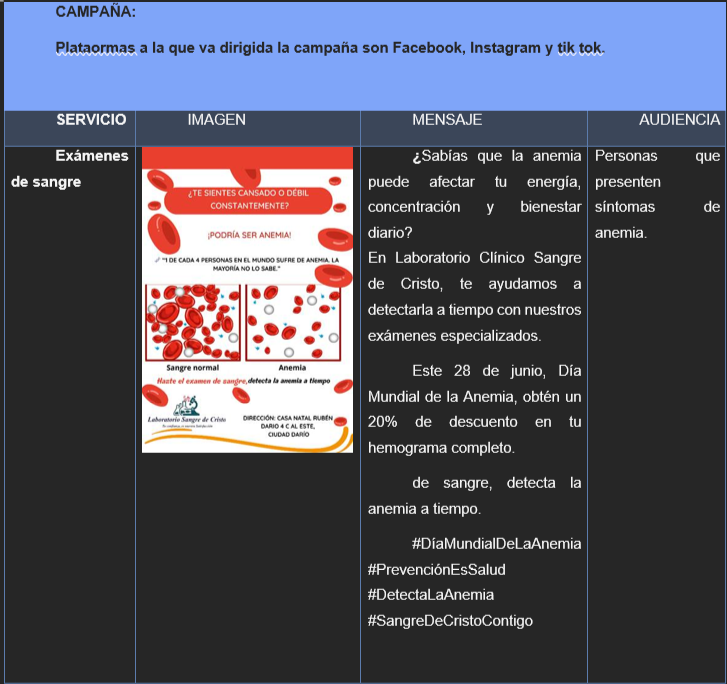 CAMPAÑA:
Plataormas a la que va dirigida la campaña son Facebook, Instagram y tik tok.
SERVICIO
IMAGEN
MENSAJE
AUDIENCIA
Exámenes
de sangre
¿TE SIENTES CANSADO O DÉBIL
CONSTANTEMENTE?
¡PODRÍA SER ANEMIA!
"1 DE CADA 4 PERSONAS EN EL MUNDO SUFRE DE ANEMIA, LA
MAYORÍA NO LO SABE."
Sangre normal
Anemia
Hazte el examen de sangre, detecta la anemia a tiempo
Laboratorio Sangre de Cristo
DIRECCIÓN: CASA NATAL RUBÉN
DARIO 4 C AL ESTE,
CIUDAD DARÍO
¿Sabías que la anemia
puede afectar tu energía,
concentración y bienestar
diario?
En Laboratorio Clínico Sangre
de Cristo, te ayudamos a
detectarla a tiempo con nuestros
exámenes especializados.
Este 28 de junio, Día
Mundial de la Anemia, obtén un
20% de descuento en tu
hemograma completo.
de sangre, detecta la
anemia a tiempo.
#DíaMundialDeLaAnemia
#PrevenciónEsSalud
#DetectaLaAnemia
#SangreDeCristoContigo
Personas que
presenten
síntomas de
anemia.